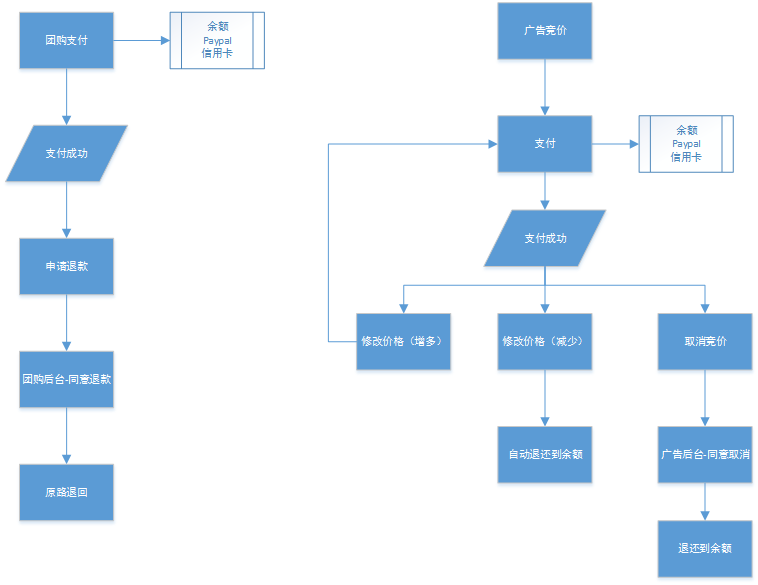 团购支付
余额
Paypal
信用卡
支付成功
申请退款
团购后台-同意退款
原路退回
广告竞价
支付
余额
Paypal
信用卡
支付成功
修改价格（增多）
修改价格（减少）
取消竞价
自动退还到余额
广告后台-同意取消
退还到余额